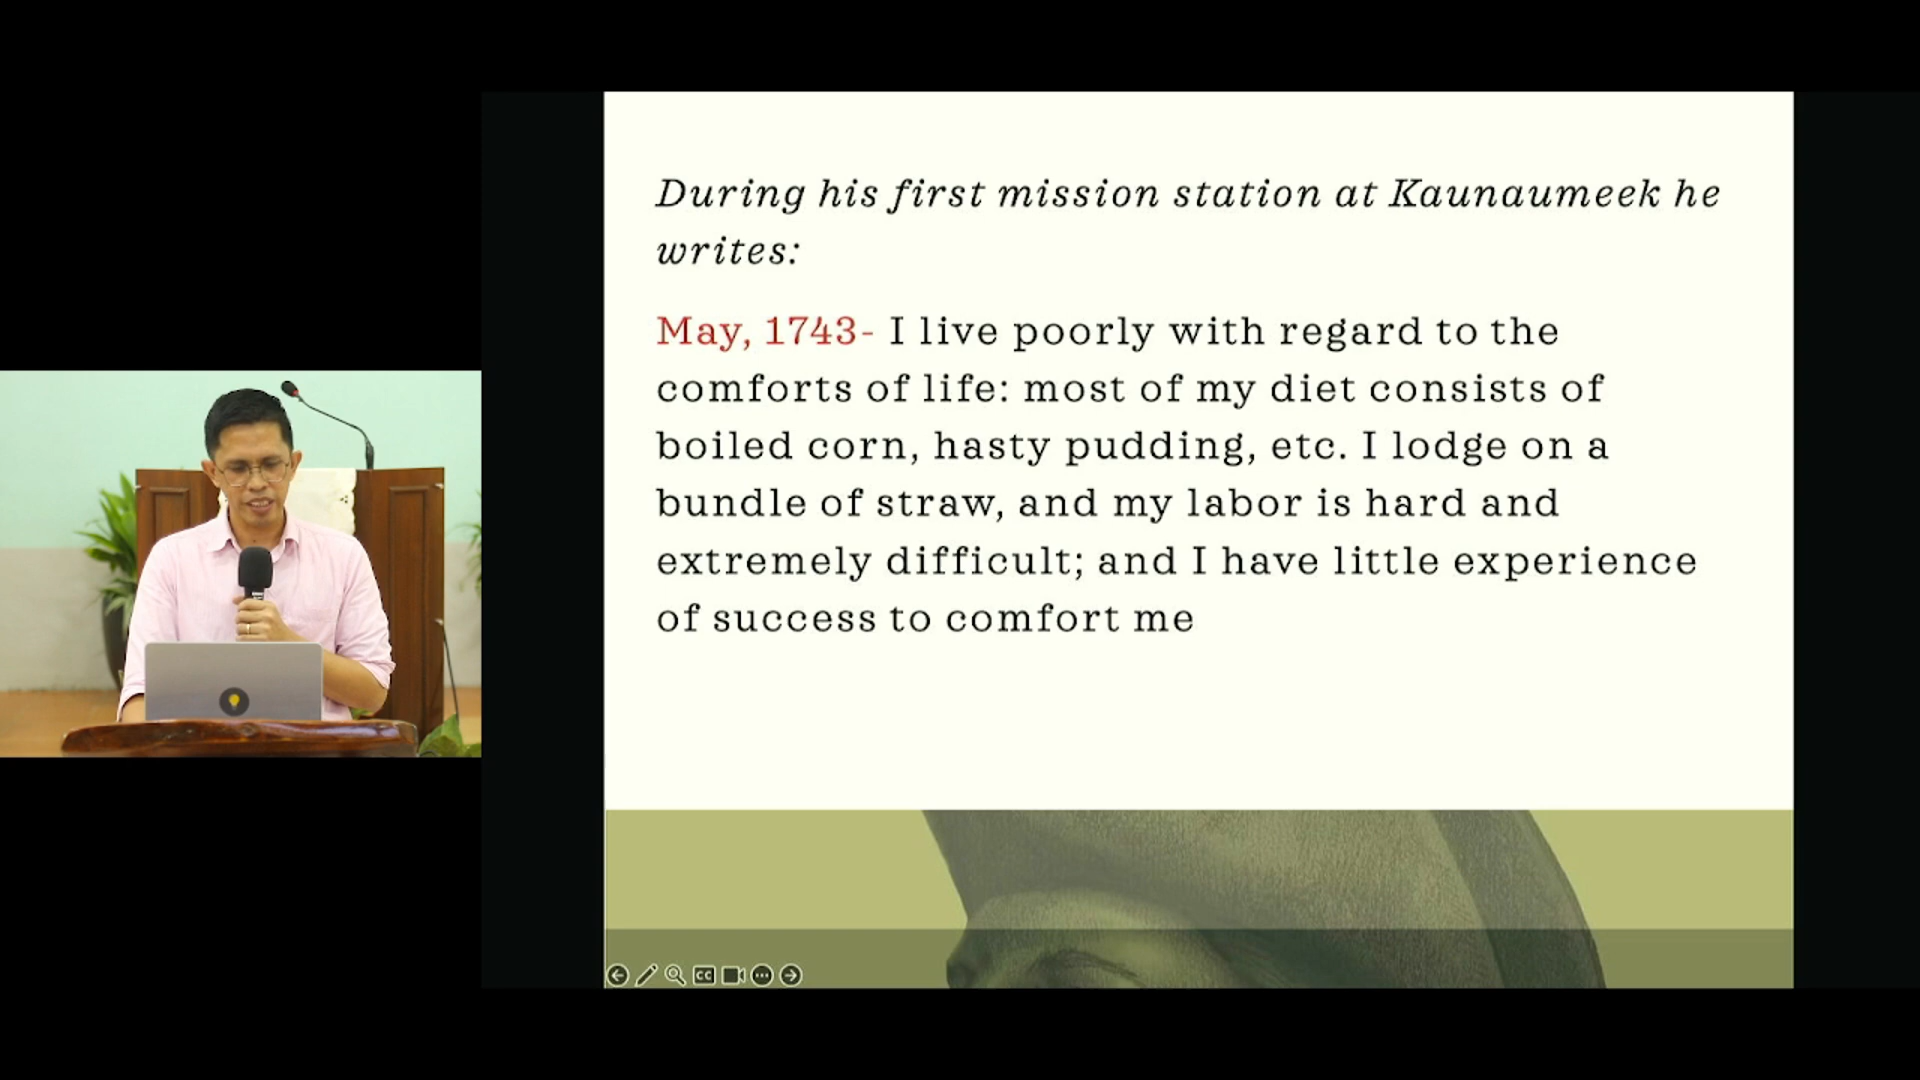 During his first mission station at Kaunaumeek he
writes:
May, 1743- I live poorly with regard to the
comforts of life: most of my diet consists of
boiled corn, hasty pudding, etc. I lodge on a
bundle of straw, and my labor is hard and
extremely difficult; and I have little experience
of success to comfort me
CC